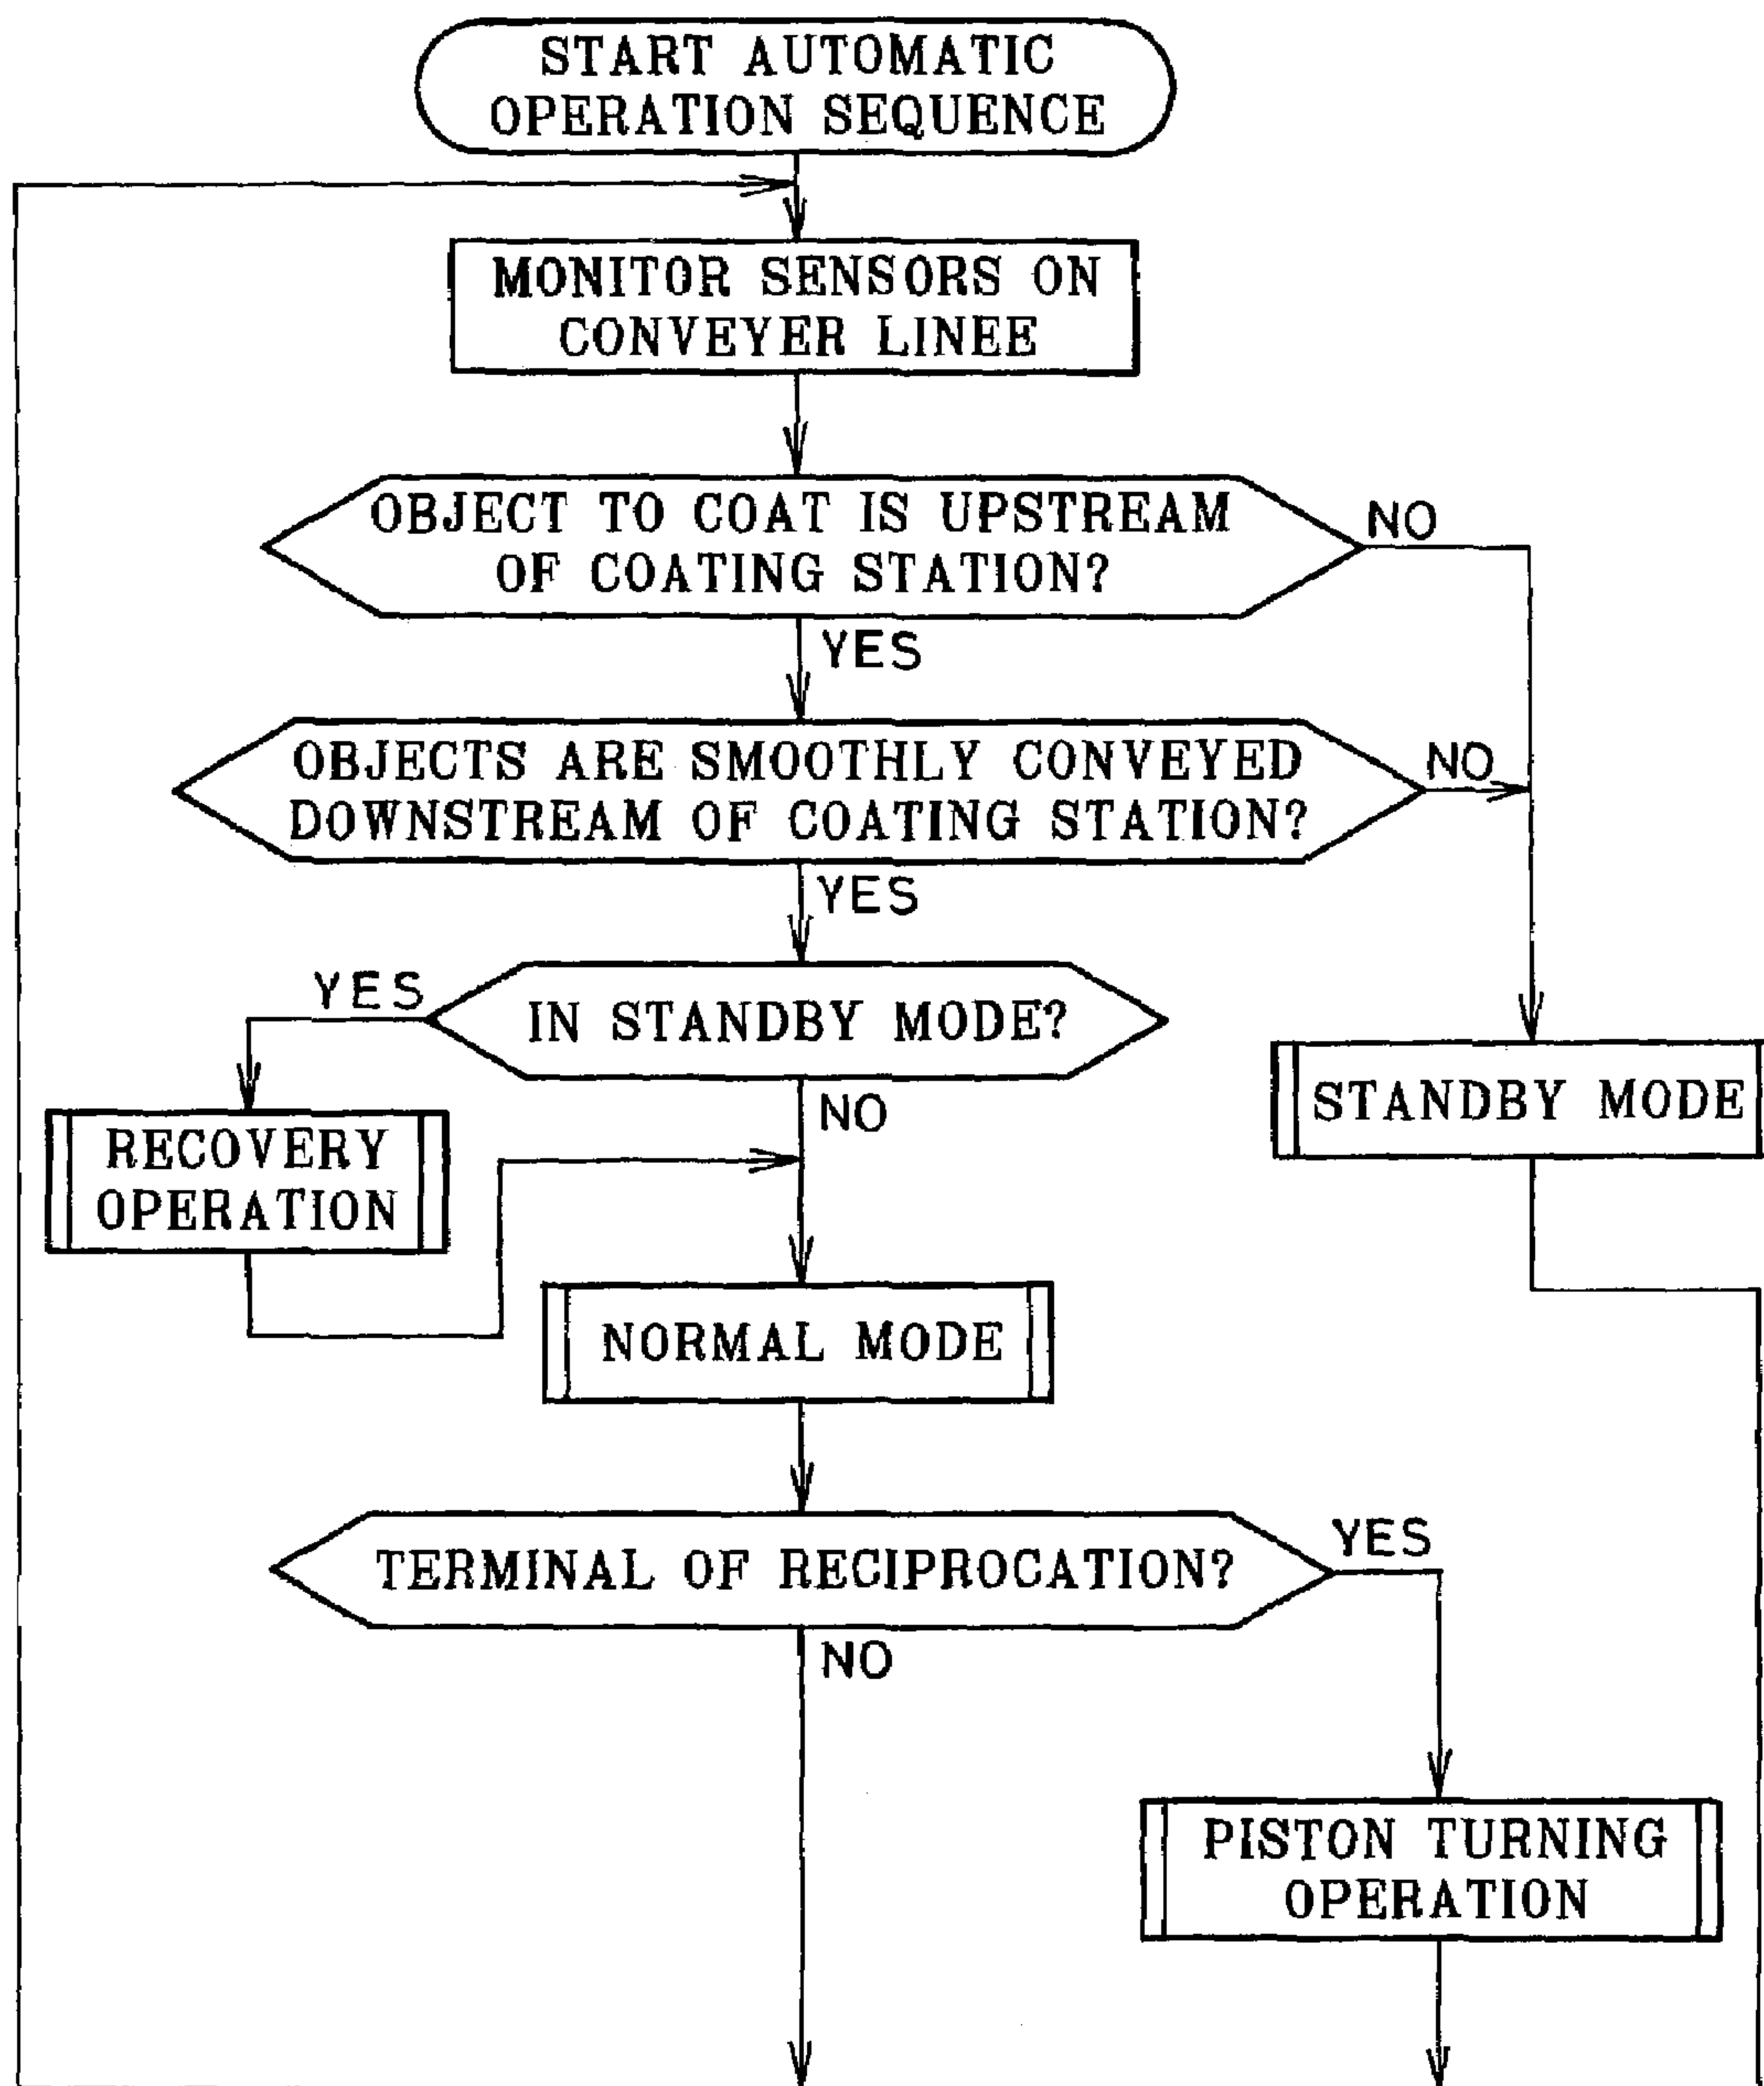 START AUTOMATIC
OPERATION SEQUENCE
MONITOR SENSORS ON
CONVEYER LINEE
OBJECT TO COAT IS UPSTREAM
OF COATING STATION?
NO
YES
OBJECTS ARE SMOOTHLY CONVEYED
DOWNSTREAM OF COATING STATION?
NO
YES
IN STANDBY MODE?
YES
NO
STANDBY MODE
RECOVERY
OPERATION
NORMAL MODE
TERMINAL OF RECIPROCATION?
YES
NO
PISTON TURNING
OPERATION